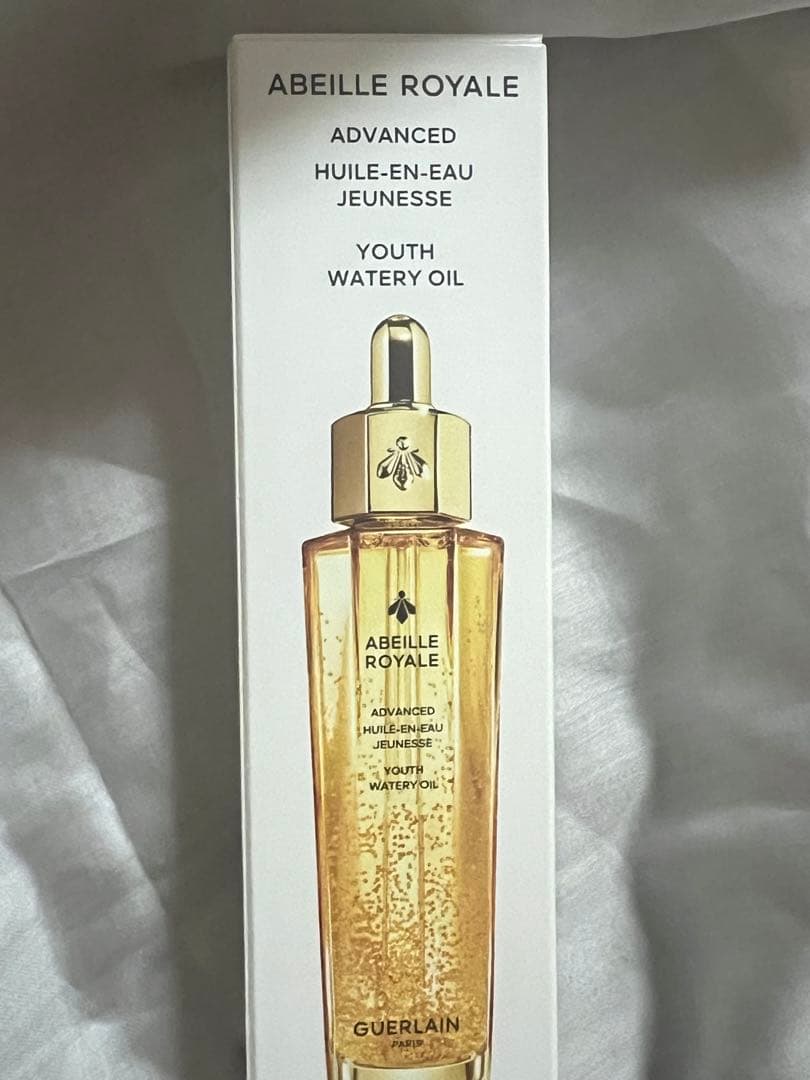 ABEILLE ROYALE
ADVANCED
HUILE-EN-EAU
JEUNESSE
YOUTH
WATERY OIL
ABEILLE
ROYALE
ADVANCED
HUILE-EN-EAU
JEUNESSE
YOUTH
WATERY OIL
GUERLAIN
PARIS